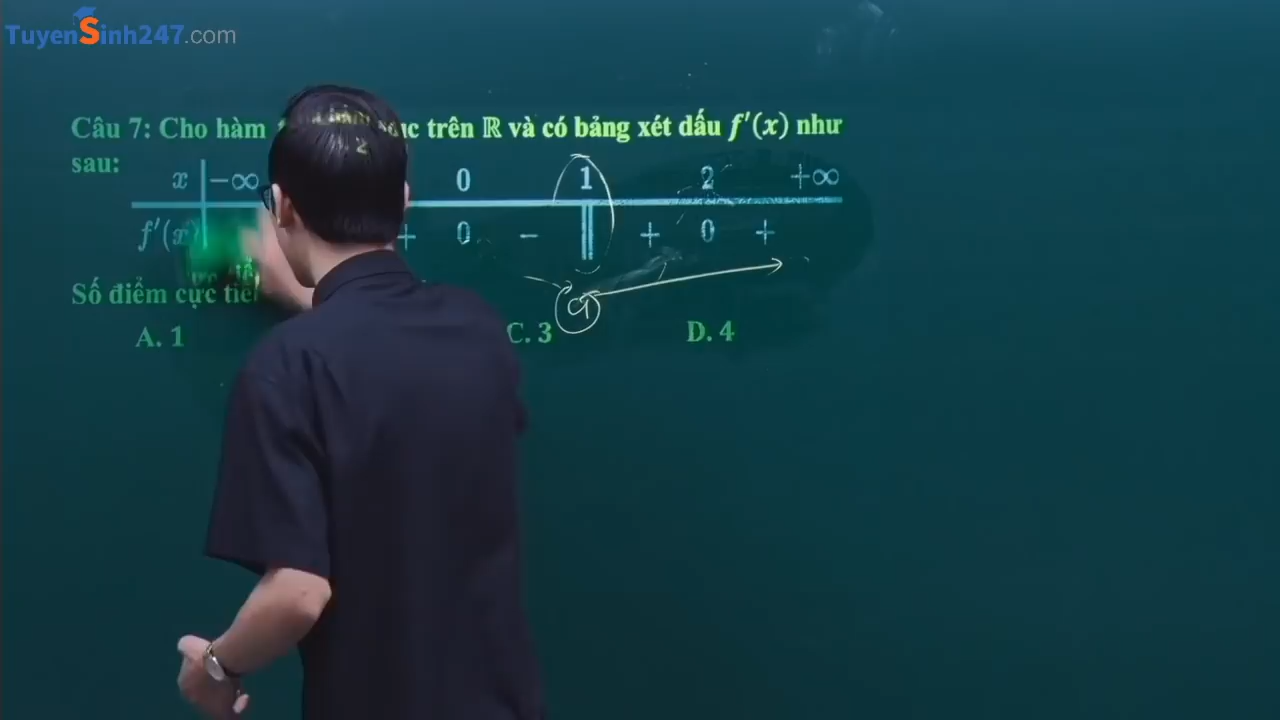 TuyenSinh247.com
Câu 7: Cho hàm trên ℝ và có bảng xét dấu f′(x) như
sau:
x −∞ 0 1 2 +∞
f′(x) + 0 − || + 0 +
Số điểm cực
A. 1 C. 3 D. 4